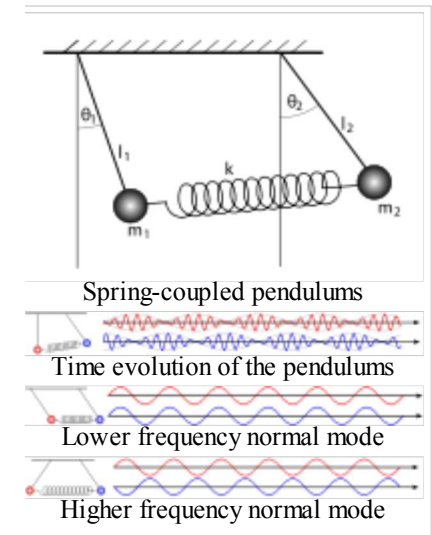 θ1
θ2
l1
l2
k
m1
m2
Spring-coupled pendulums
Time evolution of the pendulums
Lower frequency normal mode
Higher frequency normal mode